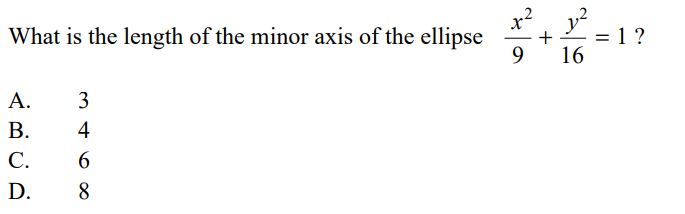 What is the length of the minor axis of the ellipse x²/9 + y²/16 = 1 ?
A. 3
B. 4
C. 6
D. 8